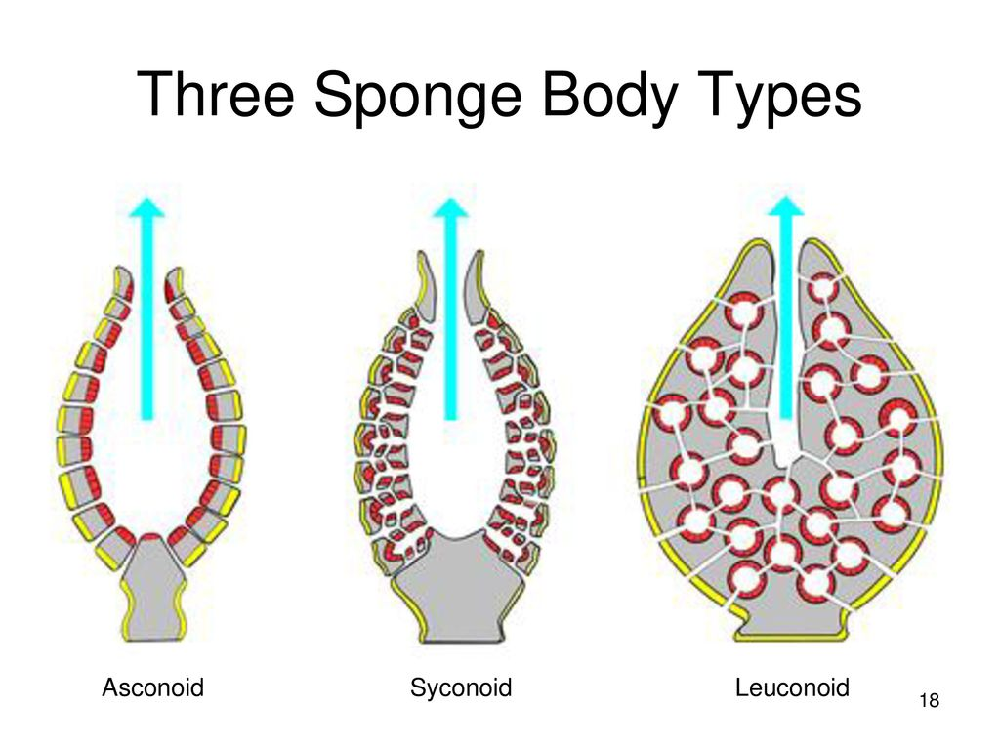 Three Sponge Body Types
Asconoid
Syconoid
Leuconoid
18